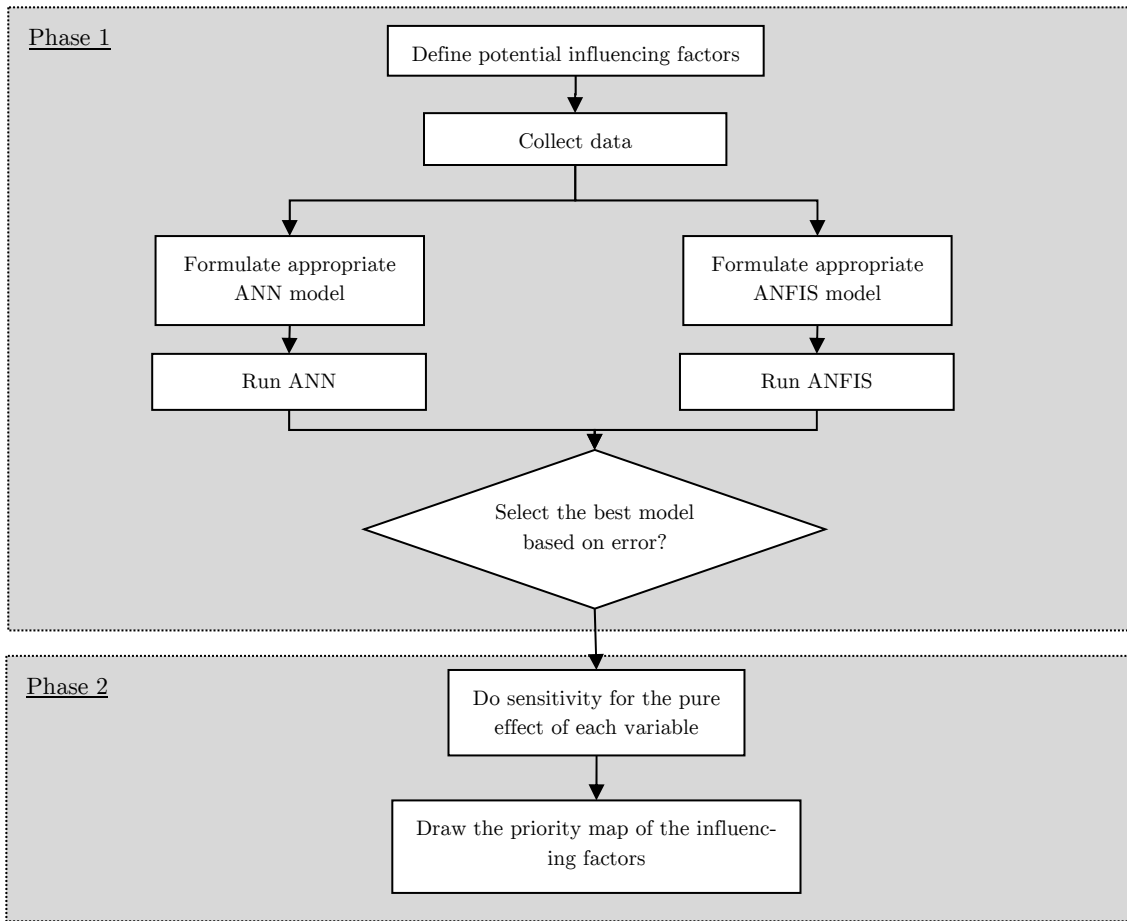 Phase 1
Define potential influencing factors
Collect data
Formulate appropriate
ANN model
Formulate appropriate
ANFIS model
Run ANN
Run ANFIS
Select the best model
based on error?
Phase 2
Do sensitivity for the pure
effect of each variable
Draw the priority map of the influenc-
ing factors